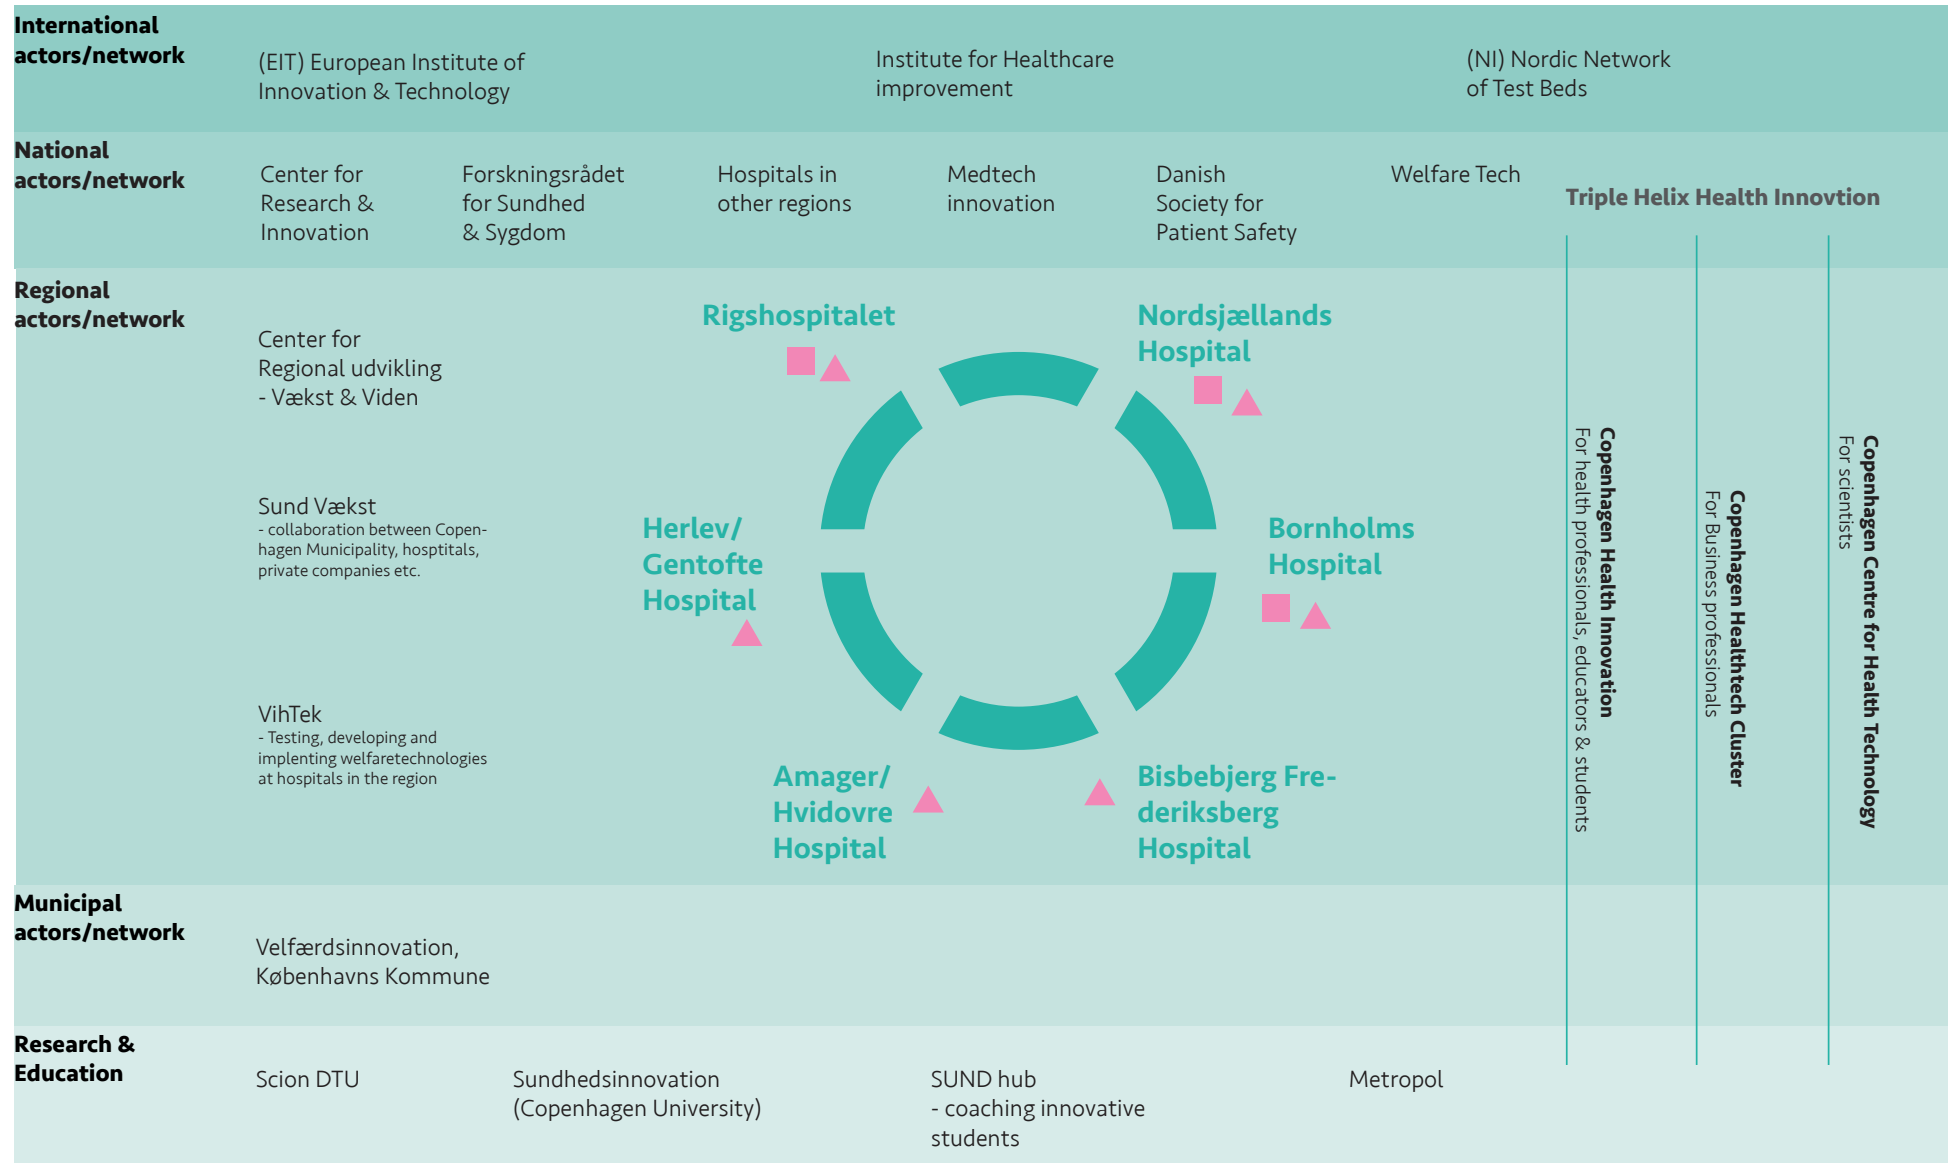 International
actors/network
(EIT) European Institute of
Innovation & Technology
Institute for Healthcare
improvement
(NI) Nordic Network
of Test Beds
National
actors/network
Center for
Research &
Innovation
Forskningsrådet
for Sundhed
& Sygdom
Hospitals in
other regions
Medtech
innovation
Danish
Society for
Patient Safety
Welfare Tech
Triple Helix Health Innovtion
Regional
actors/network
Center for
Regional udvikling
- Vækst & Viden
Sund Vækst
- collaboration between Copen-
hagen Municipality, hosptitals,
private companies etc.
VihTek
- Testing, developing and
implenting welfaretechnologies
at hospitals in the region
Rigshospitalet
Nordsjællands
Hospital
Herlev/
Gentofte
Hospital
Bornholms
Hospital
Amager/
Hvidovre
Hospital
Bisbebjerg Fre-
deriksberg
Hospital
Copenhagen Health Innovation
For health professionals, educators & students
Copenhagen Healthtech Cluster
For Business professionals
Copenhagen Centre for Health Technology
For scientists
Municipal
actors/network
Velfærdsinnovation,
Københavns Kommune
Research &
Education
Scion DTU
Sundhedsinnovation
(Copenhagen University)
SUND hub
- coaching innovative
students
Metropol